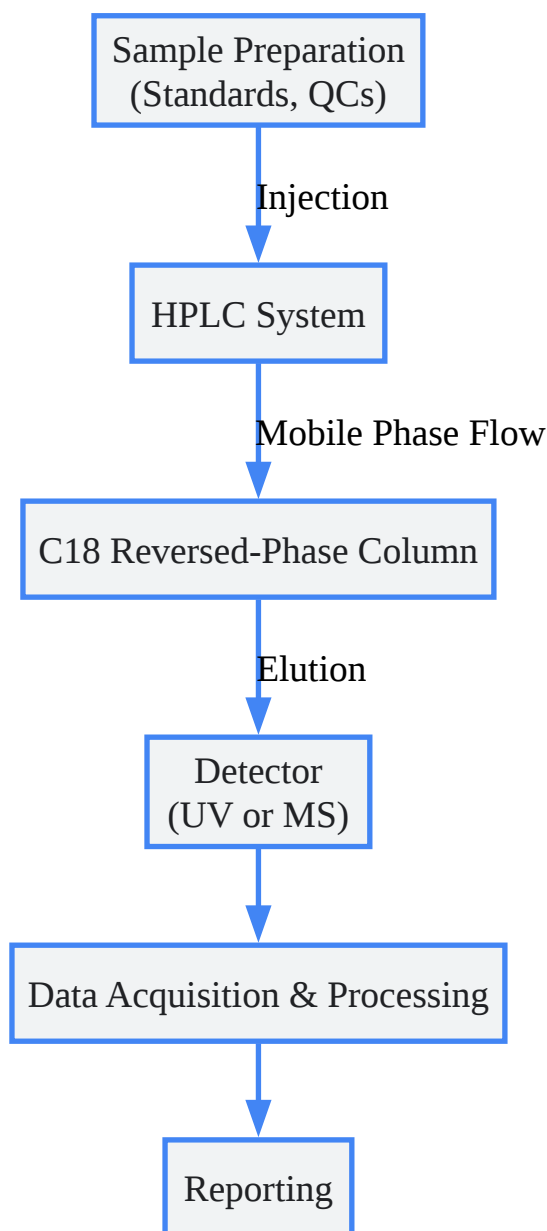 Sample Preparation
(Standards, QCs)
Injection
HPLC System
Mobile Phase Flow
C18 Reversed-Phase Column
Elution
Detector
(UV or MS)
Data Acquisition & Processing
Reporting